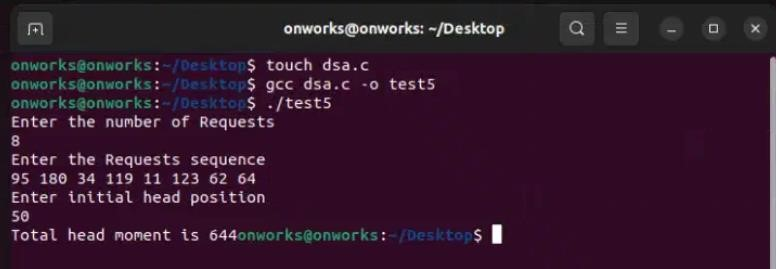 onworks@onworks: ~/Desktop
onworks@onworks:~/Desktop$ touch dsa.c
onworks@onworks:~/Desktop$ gcc dsa.c -o test5
onworks@onworks:~/Desktop$ ./test5
Enter the number of Requests
8
Enter the Requests sequence
95 180 34 119 11 123 62 64
Enter initial head position
50
Total head moment is 644onworks@onworks:~/Desktop$